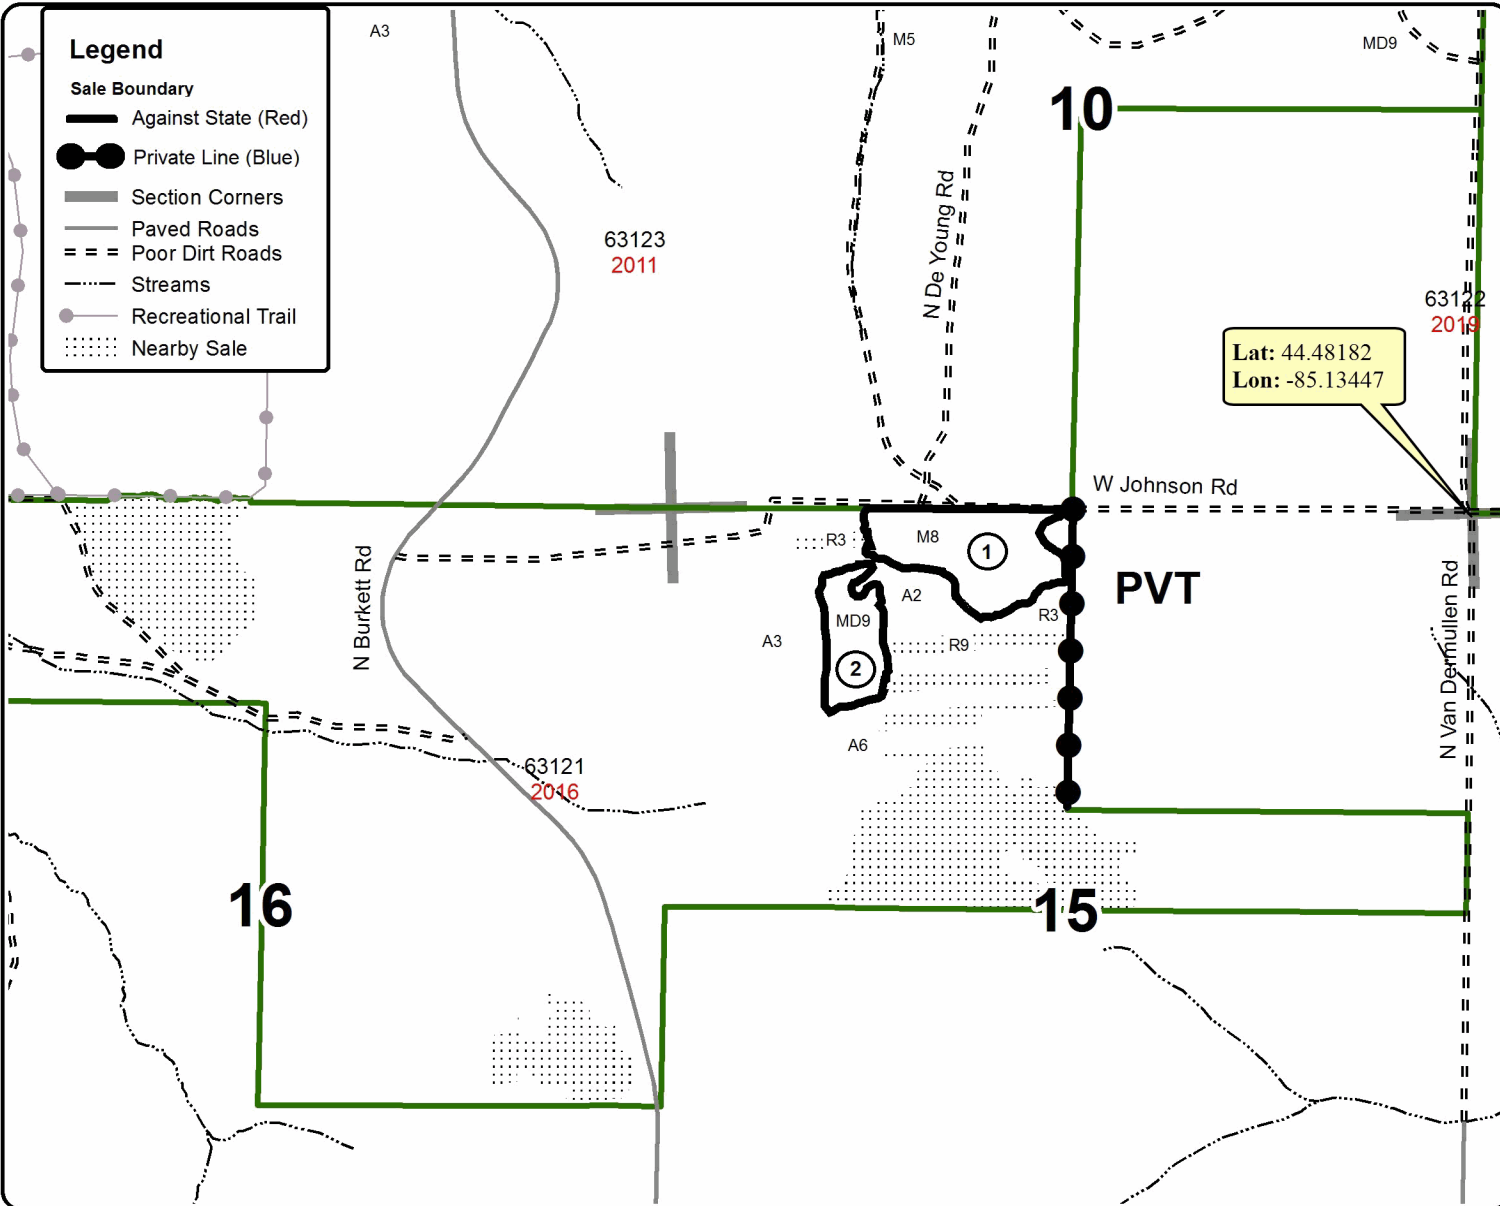 Legend
Sale Boundary
Against State (Red)
Private Line (Blue)
Section Corners
Paved Roads
Poor Dirt Roads
Streams
Recreational Trail
Nearby Sale
A3
M5
MD9
10
N De Young Rd
63123
2011
63122
2019
Lat: 44.48182
Lon: -85.13447
W Johnson Rd
R3
M8
1
PVT
N Burkett Rd
A2
R3
MD9
A3
R9
2
N Van Dermullen Rd
A6
63121
2016
16
15